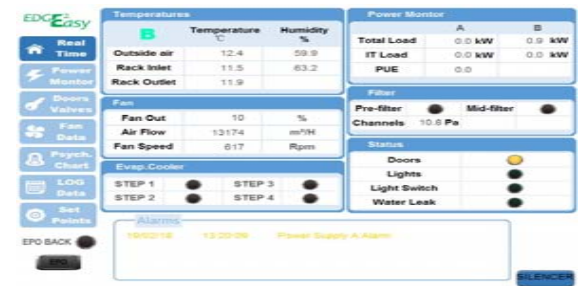 EDGE²asy
Real Time
Power Monitor
Doors Valves
Fan Data
Psych. Chart
LOG Data
Set Points
EPO BACK
EPO
Temperatures
B
Temperature
°C
Humidity
%
Outside air 12.4 59.9
Rack Inlet 11.5 63.2
Rack Outlet 11.9
Fan
Fan Out 10 %
Air Flow 13174 m³/H
Fan Speed 617 Rpm
Evap.Cooler
STEP 1 STEP 3
STEP 2 STEP 4
Power Monitor
A B
Total Load 0.0 kW 0.9 kW
IT Load 0.0 kW 0.0 kW
PUE 0.0
Filter
Pre-filter Mid-filter
Channels 10.6 Pa
Status
Doors
Lights
Light Switch
Water Leak
Alarms
19/02/18 13:20:09 Power Supply A Alarm
SILENCER